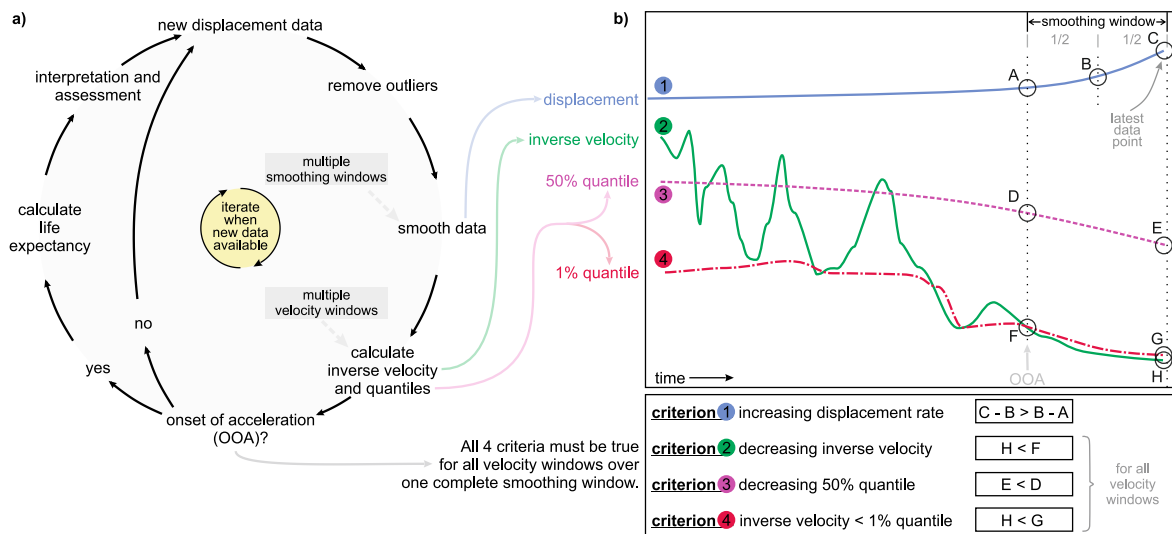 a)
new displacement data
interpretation and
assessment
remove outliers
multiple
smoothing windows
iterate
when
new data
available
calculate
life
expectancy
smooth data
multiple
velocity windows
no
yes
calculate
inverse velocity
and quantiles
onset of acceleration
(OOA)?
All 4 criteria must be true
for all velocity windows over
one complete smoothing window.
displacement
inverse velocity
50% quantile
1% quantile
b)
smoothing window
1/2
1/2
C
B
A
1
latest
data
point
2
3
D
E
4
F
G
H
OOA
time
criterion 1 increasing displacement rate
C - B > B - A
criterion 2 decreasing inverse velocity
H < F
criterion 3 decreasing 50% quantile
E < D
criterion 4 inverse velocity < 1% quantile
H < G
for all
velocity
windows